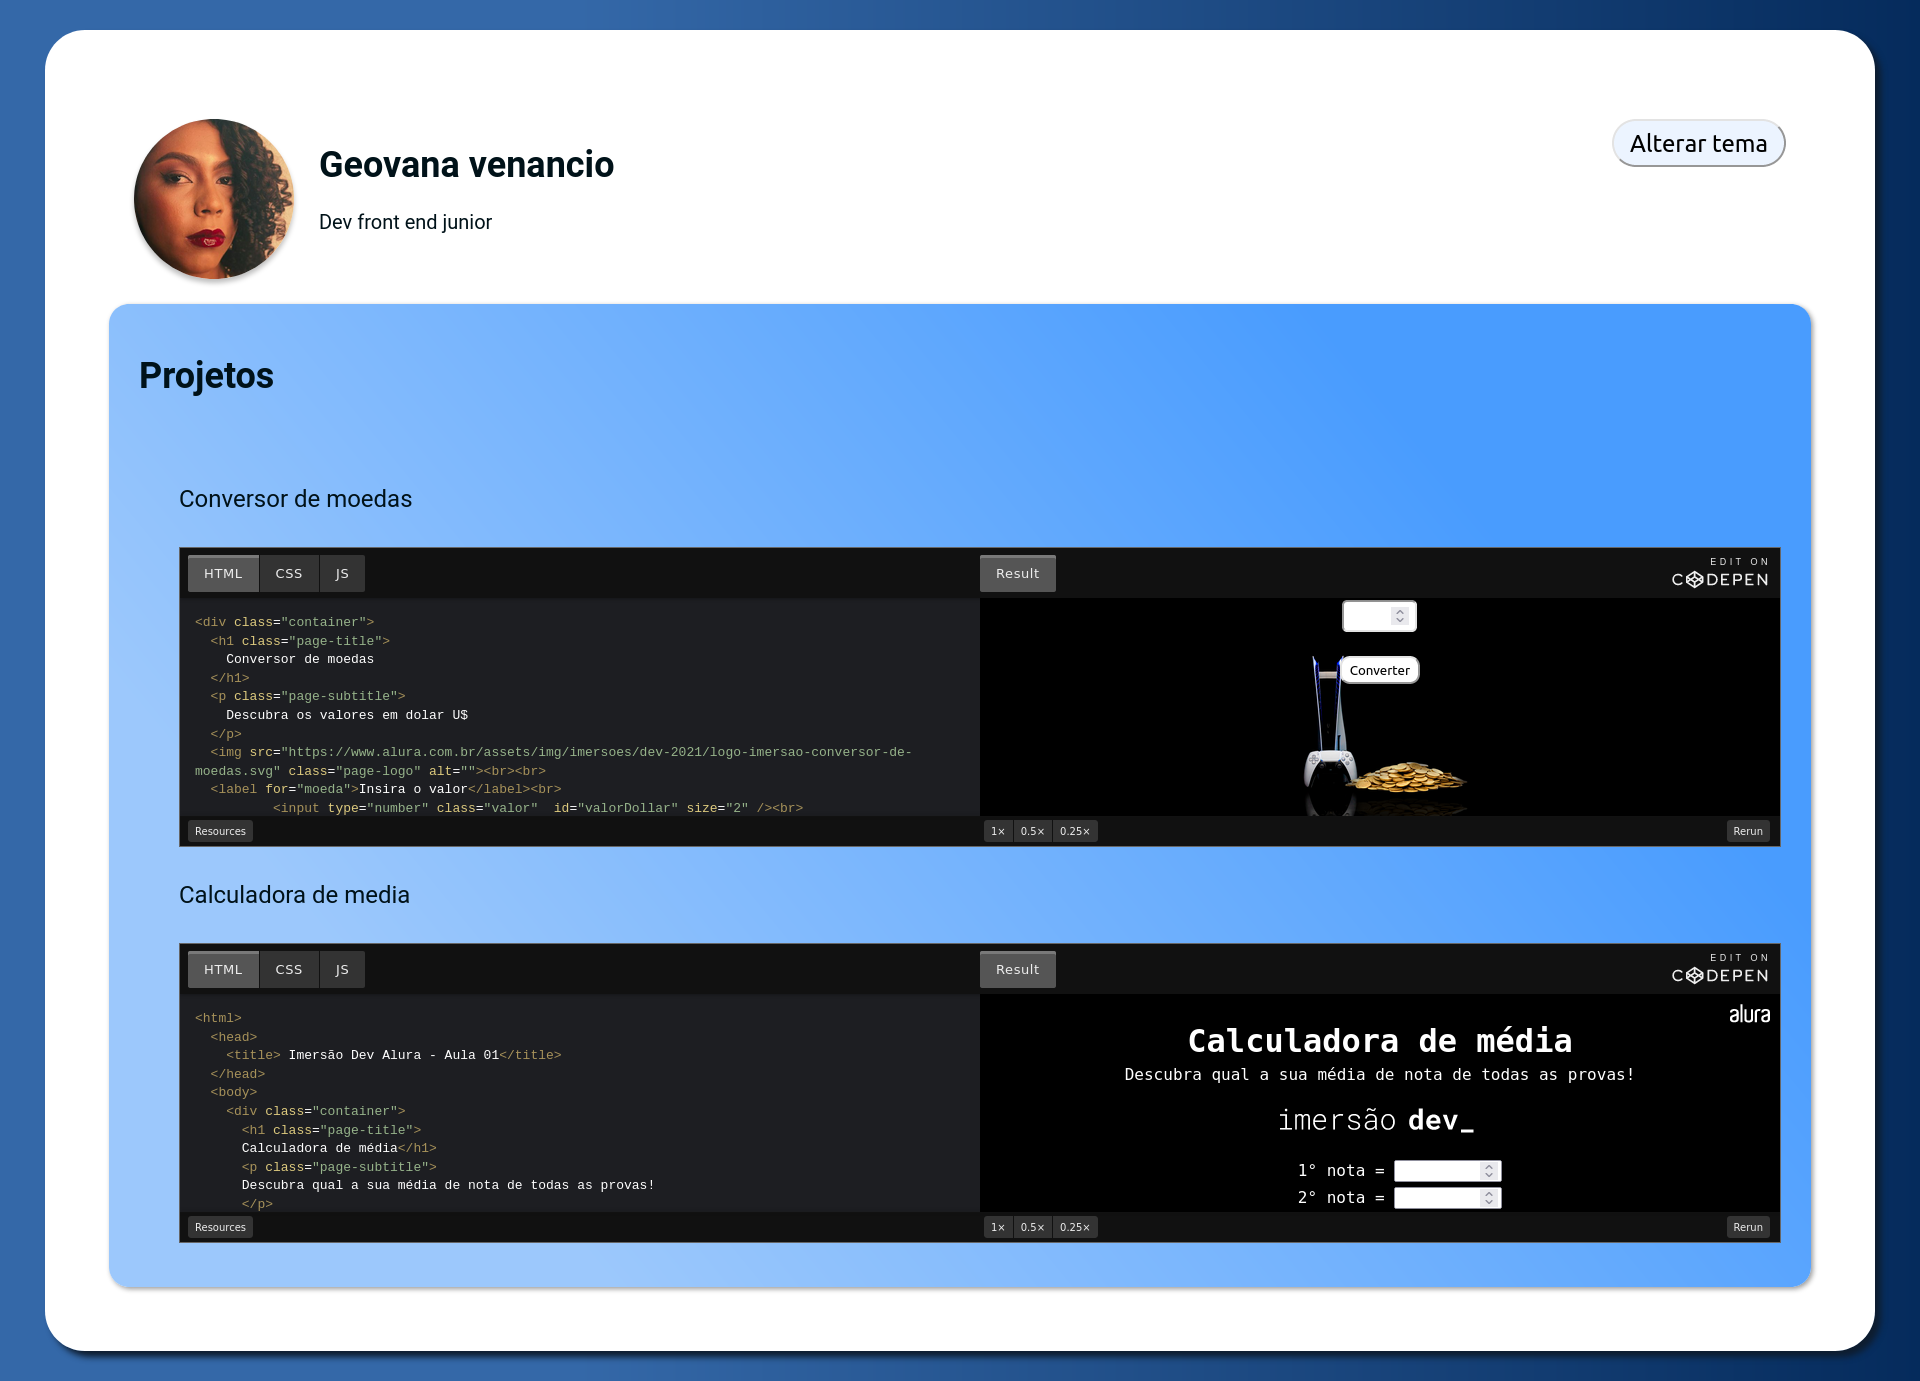 Geovana venancio
Alterar tema
Dev front end junior
Projetos
Conversor de moedas
HTML CSS JS
Result
EDIT ON
CODEPEN
<div class="container">
<h1 class="page-title">
Conversor de moedas
</h1>
<p class="page-subtitle">
Descubra os valores em dolar U$
</p>
<img src="https://www.alura.com.br/assets/img/imersoes/dev-2021/logo-imersao-conversor-de-
moedas.svg" class="page-logo" alt=""><br><br>
<label for="moeda">Insira o valor</label><br>
<input type="number" class="valor"  id="valorDollar" size="2" /><br>
Converter
Resources
1× 0.5× 0.25×
Rerun
Calculadora de media
HTML CSS JS
Result
EDIT ON
CODEPEN
<html>
<head>
<title> Imersão Dev Alura - Aula 01</title>
</head>
<body>
<div class="container">
<h1 class="page-title">
Calculadora de média</h1>
<p class="page-subtitle">
Descubra qual a sua média de nota de todas as provas!
</p>
alura
Calculadora de média
Descubra qual a sua média de nota de todas as provas!
imersão dev_
1° nota =
2° nota =
Resources
1× 0.5× 0.25×
Rerun